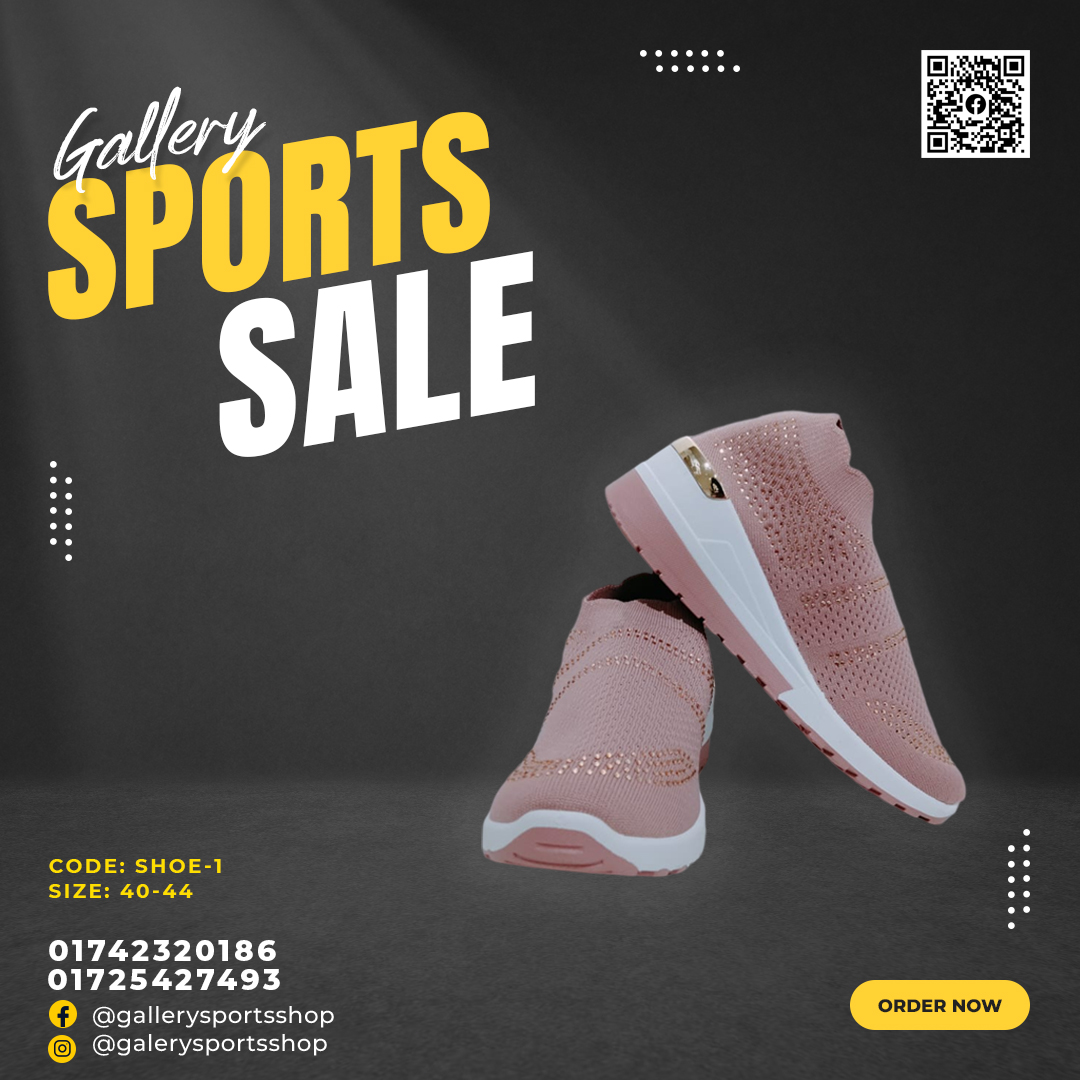 Gallery
SPORTS
SALE
CODE: SHOE-1
SIZE: 40-44
01742320186
01725427493
@gallerysportsshop
@galerysportsshop
ORDER NOW